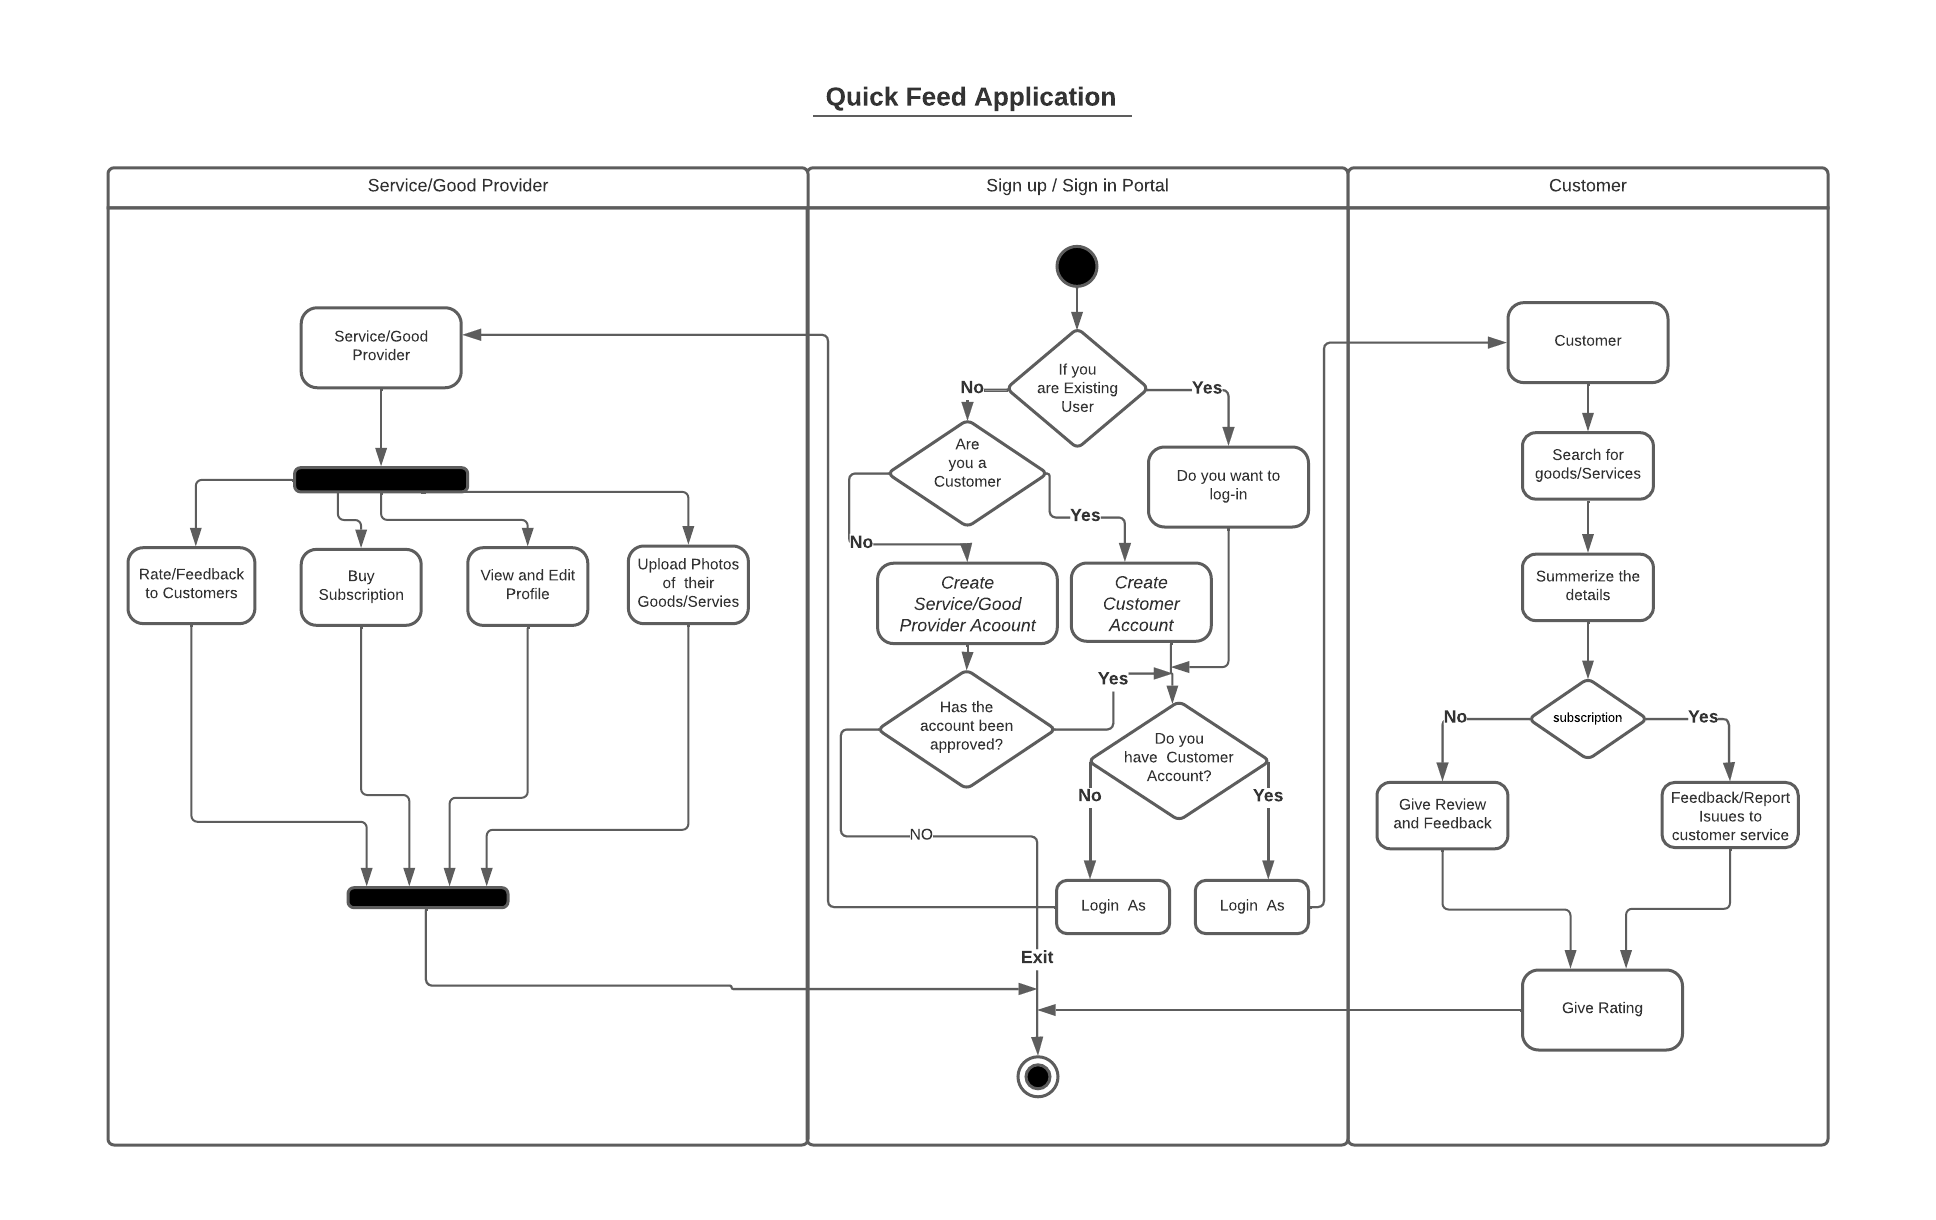 Quick Feed Application
Service/Good Provider
Sign up / Sign in Portal
Customer
Service/Good
Provider
Rate/Feedback
to Customers
Buy
Subscription
View and Edit
Profile
Upload Photos
of their
Goods/Servies
If you
are Existing
User
No
Yes
Are
you a
Customer
Do you want to
log-in
Yes
No
Create
Service/Good
Provider Acoount
Create
Customer
Account
Yes
Has the
account been
approved?
Do you
have Customer
Account?
No
Yes
NO
Login As
Login As
Exit
Customer
Search for
goods/Services
Summerize the
details
subscription
No
Yes
Give Review
and Feedback
Feedback/Report
Isuues to
customer service
Give Rating